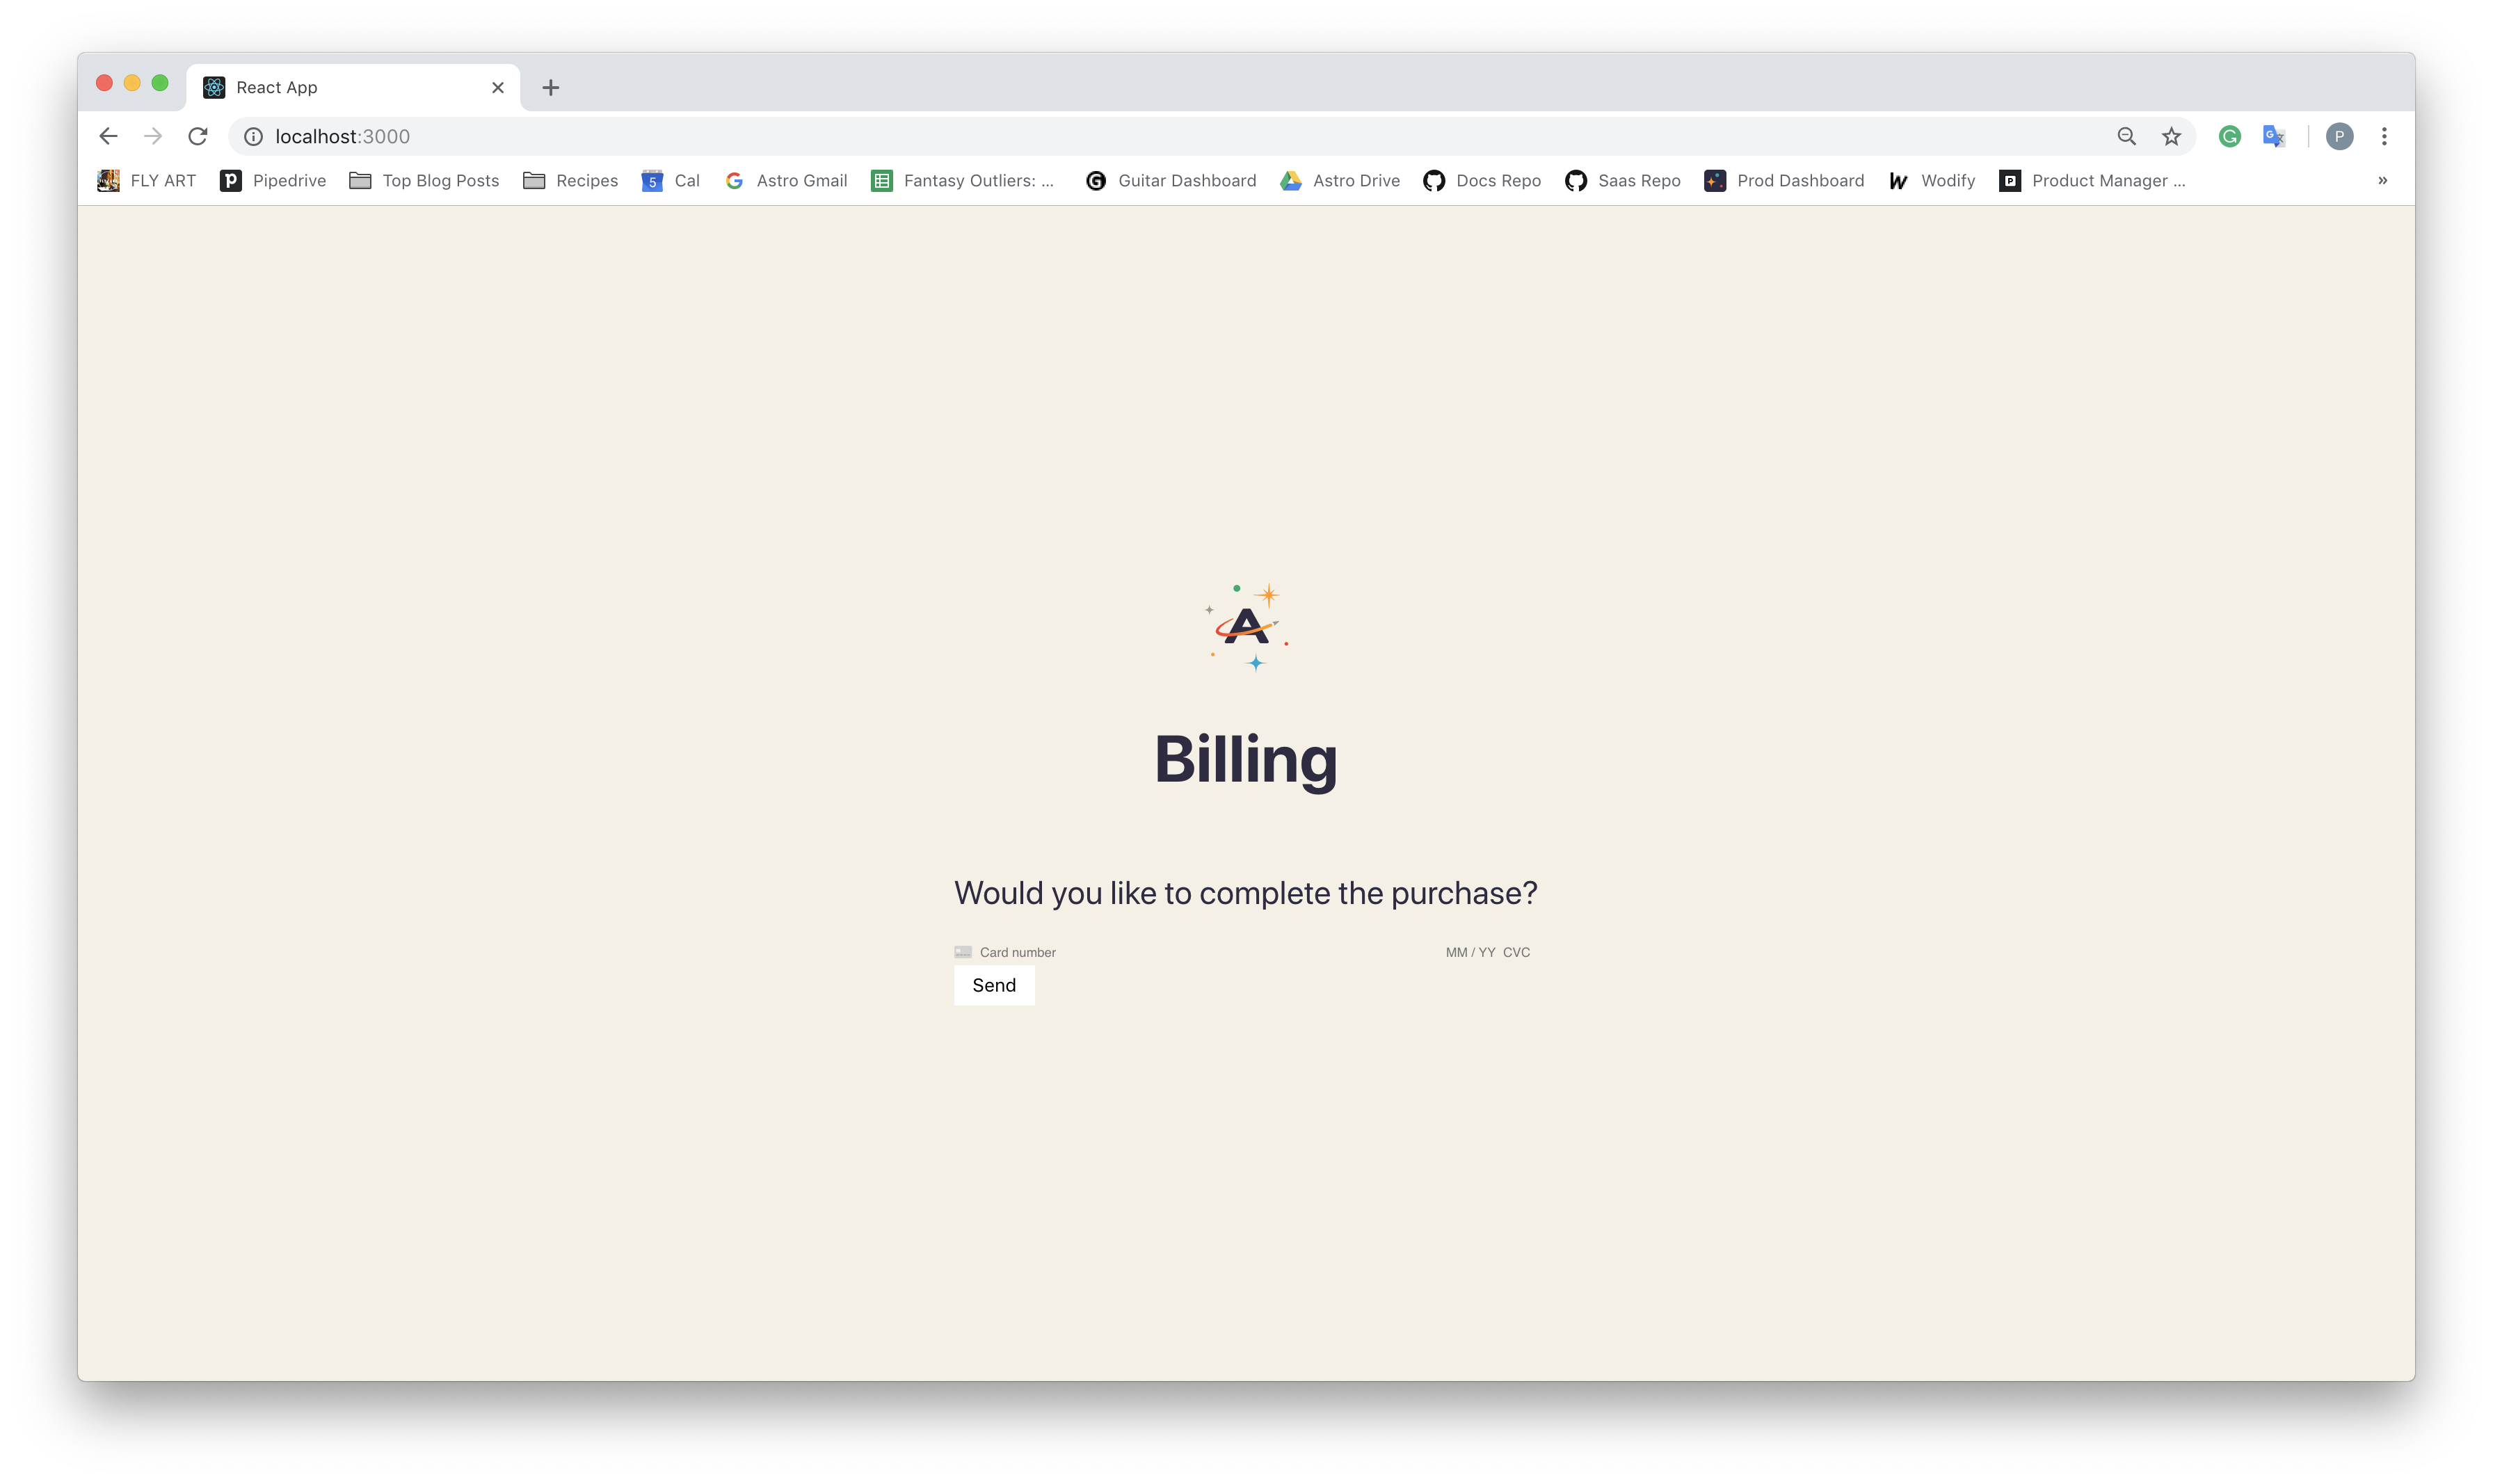 React App
localhost:3000
P
FLY ART Pipedrive Top Blog Posts Recipes 5 Cal Astro Gmail Fantasy Outliers: ... Guitar Dashboard Astro Drive Docs Repo Saas Repo Prod Dashboard Wodify Product Manager ... »
A
Billing
Would you like to complete the purchase?
Card number MM / YY CVC
Send